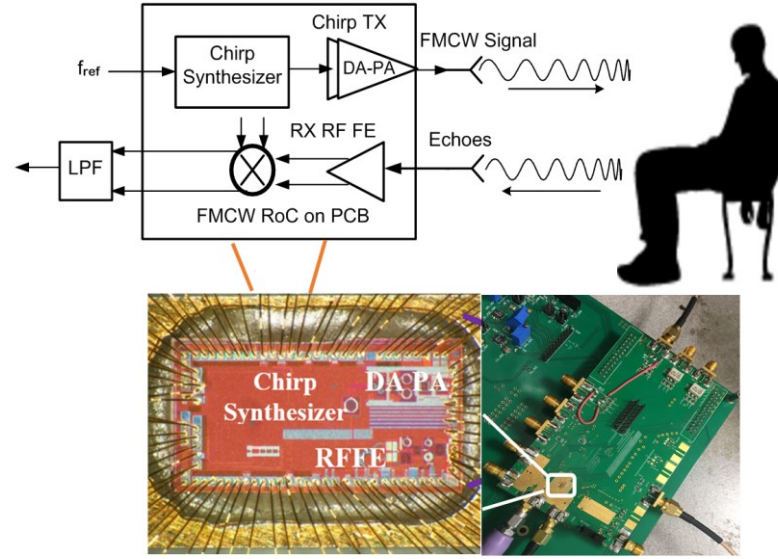 Chirp TX
FMCW Signal
fref
Chirp
Synthesizer
DA-PA
RX RF FE
Echoes
LPF
FMCW RoC on PCB
Chirp
Synthesizer
DA PA
RFFE